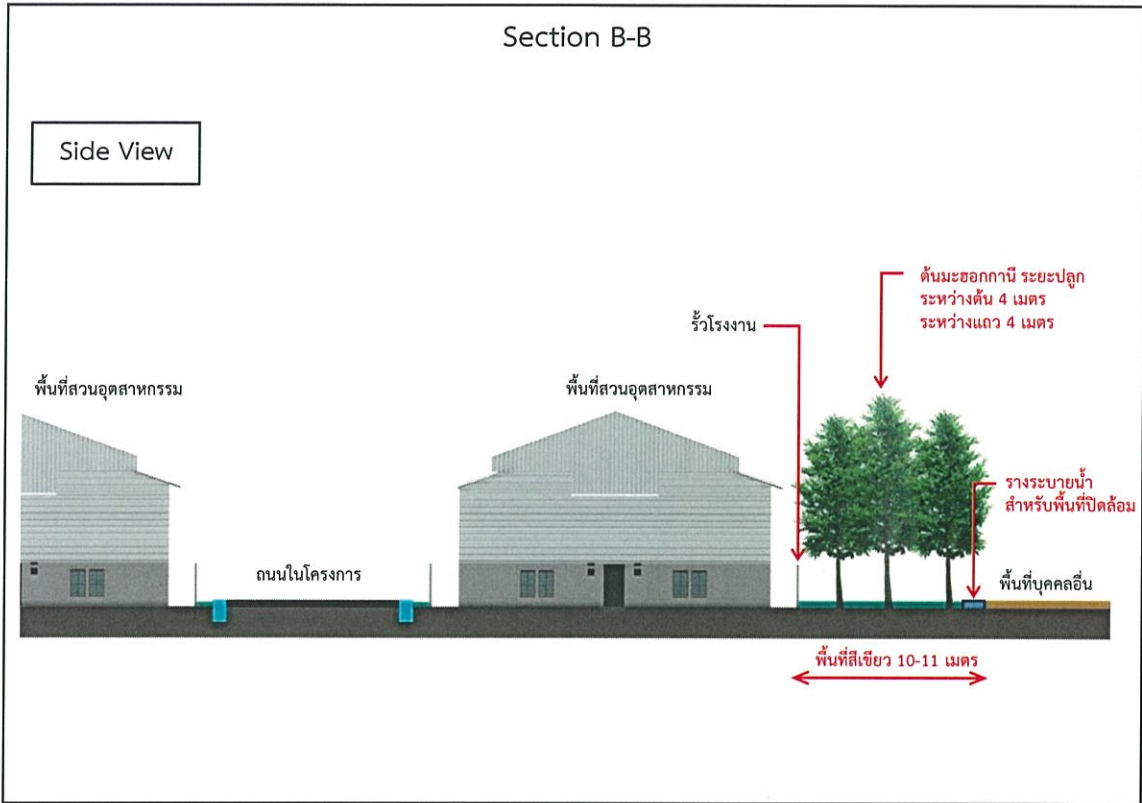 Section B-B
Side View
ต้นมะฮอกกานี ระยะปลูก
ระหว่างต้น 4 เมตร
ระหว่างแถว 4 เมตร
รั้วโรงงาน
พื้นที่สวนอุตสาหกรรม
พื้นที่สวนอุตสาหกรรม
รางระบายน้ำ
สำหรับพื้นที่ปิดล้อม
ถนนในโครงการ
พื้นที่บุคคลอื่น
พื้นที่สีเขียว 10-11 เมตร